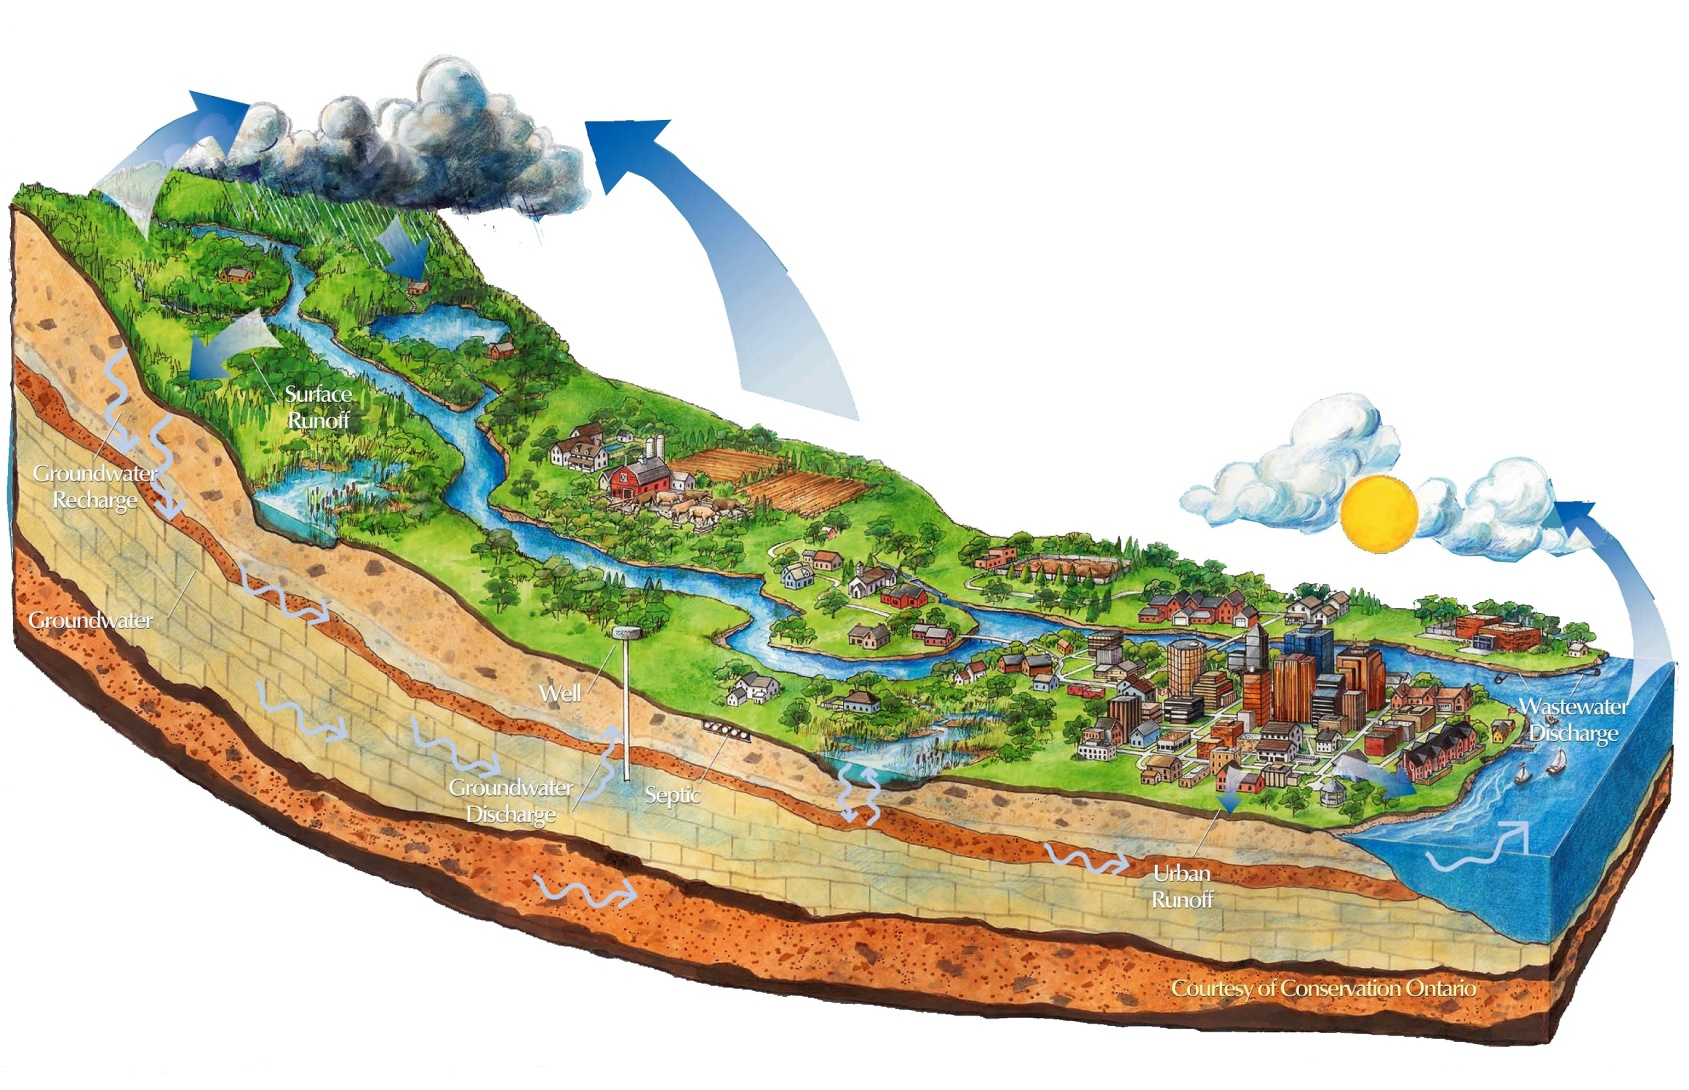 Surface
Runoff
Groundwater
Recharge
Groundwater
Well
Groundwater
Discharge
Septic
Wastewater
Discharge
Urban
Runoff
Courtesy of Conservation Ontario